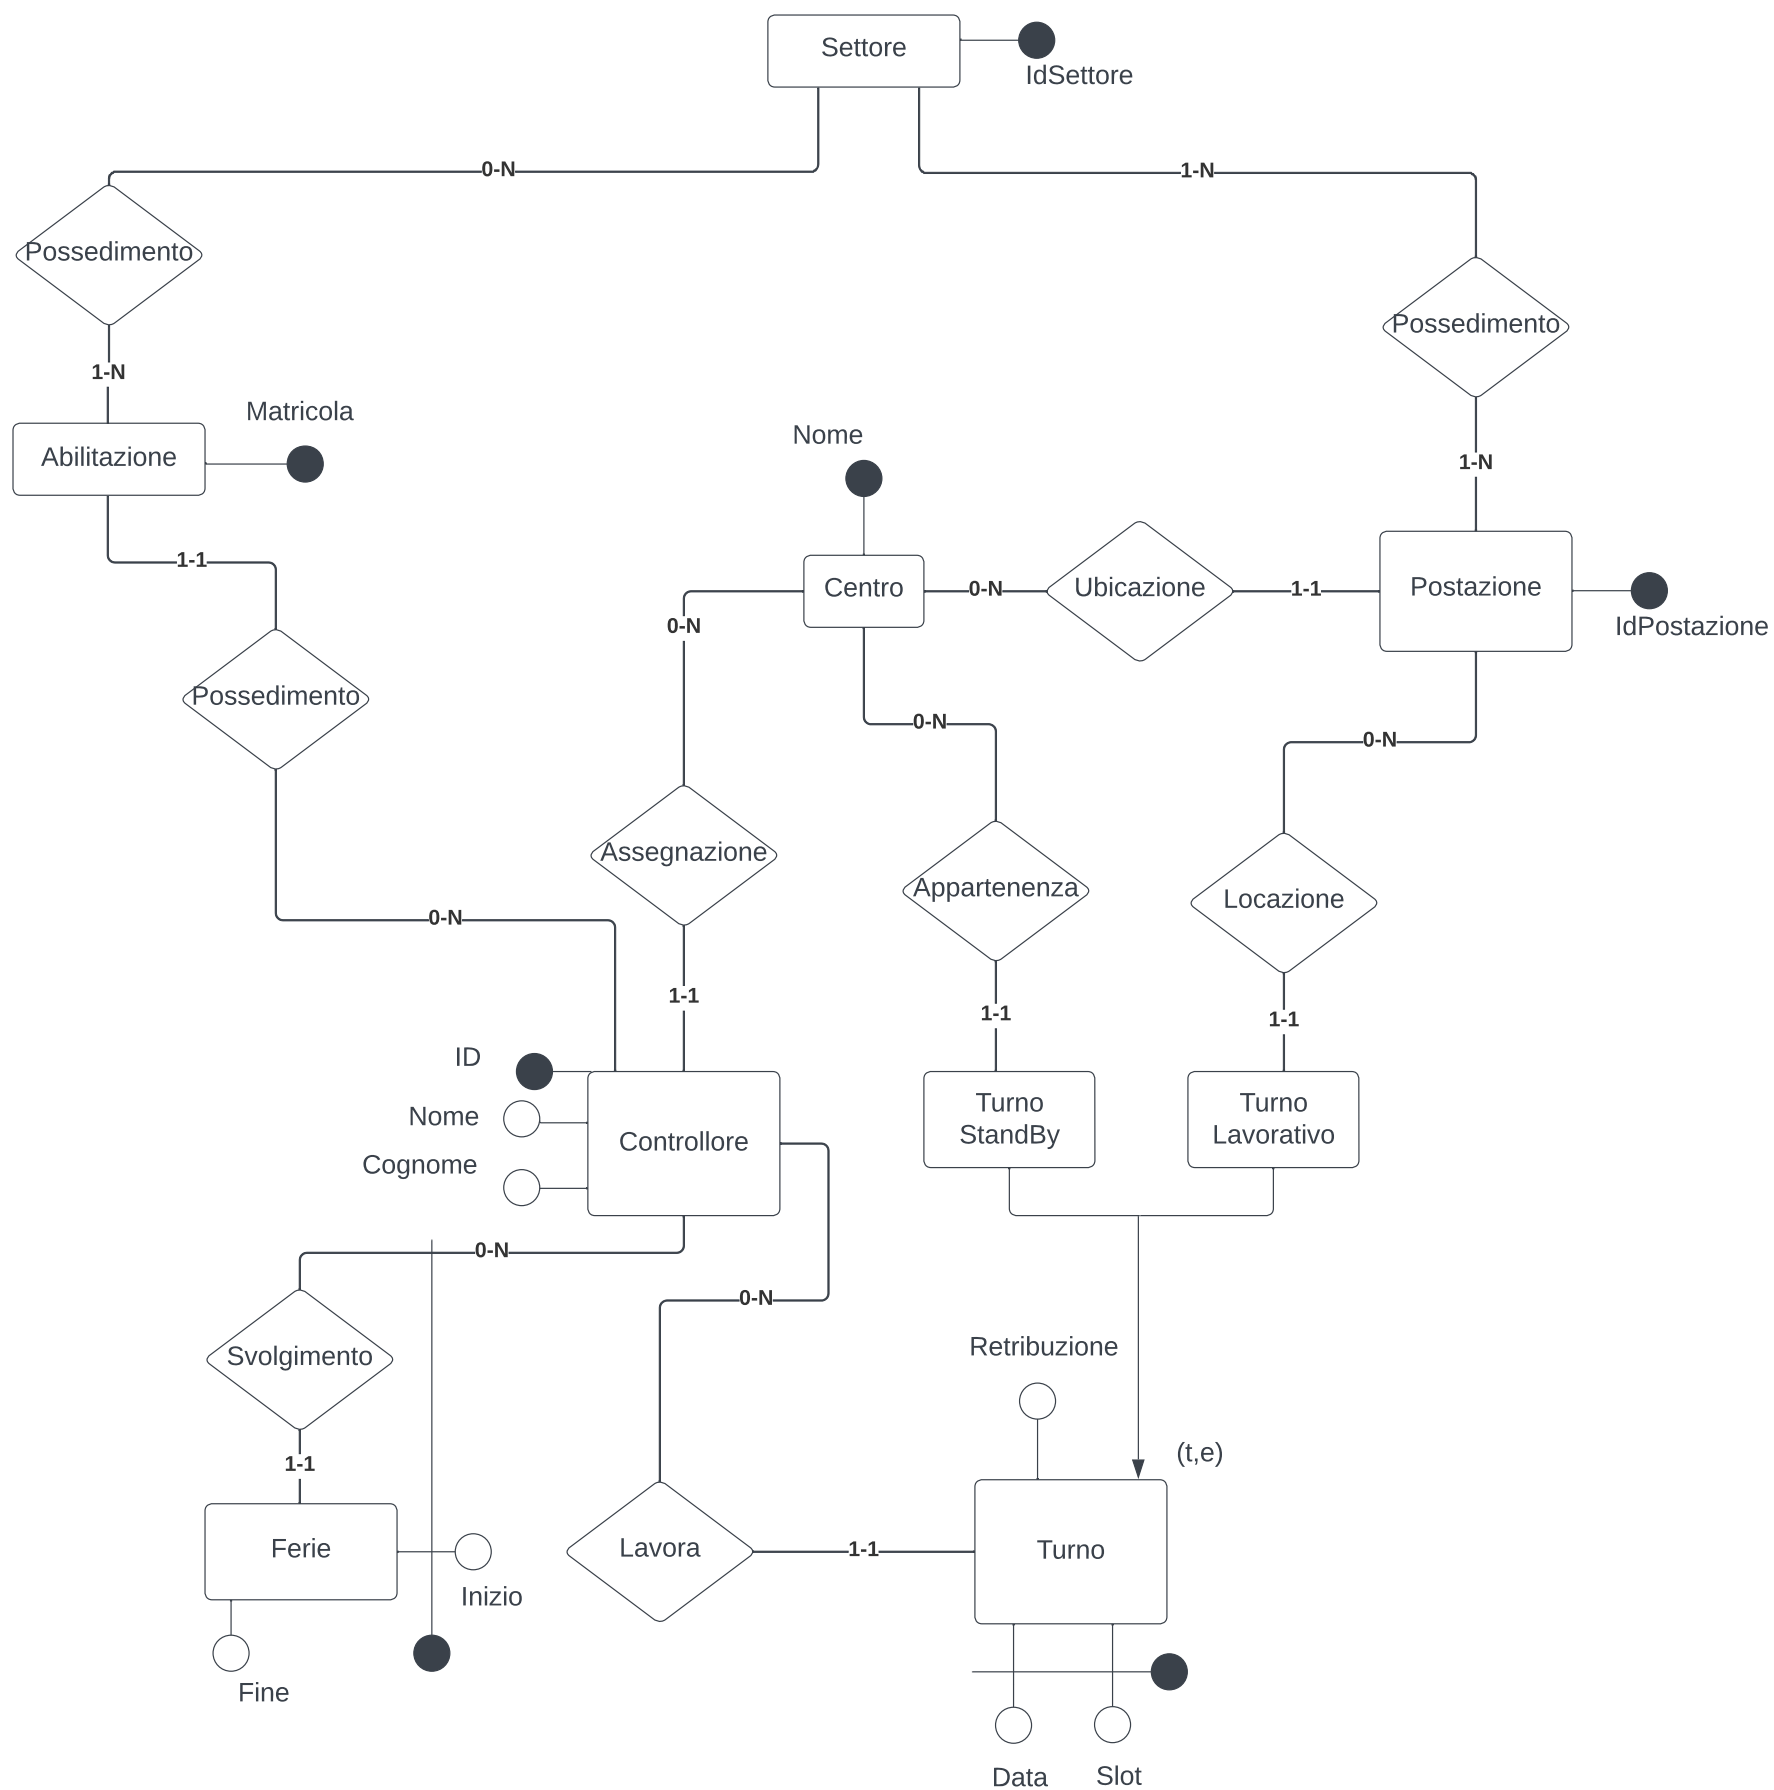 Settore
IdSettore
0-N
1-N
Possedimento
Possedimento
1-N
Matricola
Abilitazione
Nome
1-N
1-1
Centro
0-N
Ubicazione
1-1
Postazione
IdPostazione
0-N
Possedimento
0-N
0-N
Assegnazione
Appartenenza
Locazione
0-N
1-1
1-1
1-1
ID
Nome
Cognome
Controllore
Turno
StandBy
Turno
Lavorativo
0-N
0-N
Svolgimento
Retribuzione
(t,e)
1-1
Ferie
Inizio
Fine
Lavora
1-1
Turno
Data
Slot